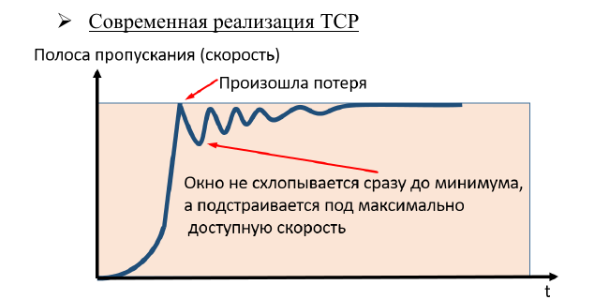 ➢ Современная реализация TCP
Полоса пропускания (скорость)
Произошла потеря
Окно не схлопывается сразу до минимума,
а подстраивается под максимально
доступную скорость
t